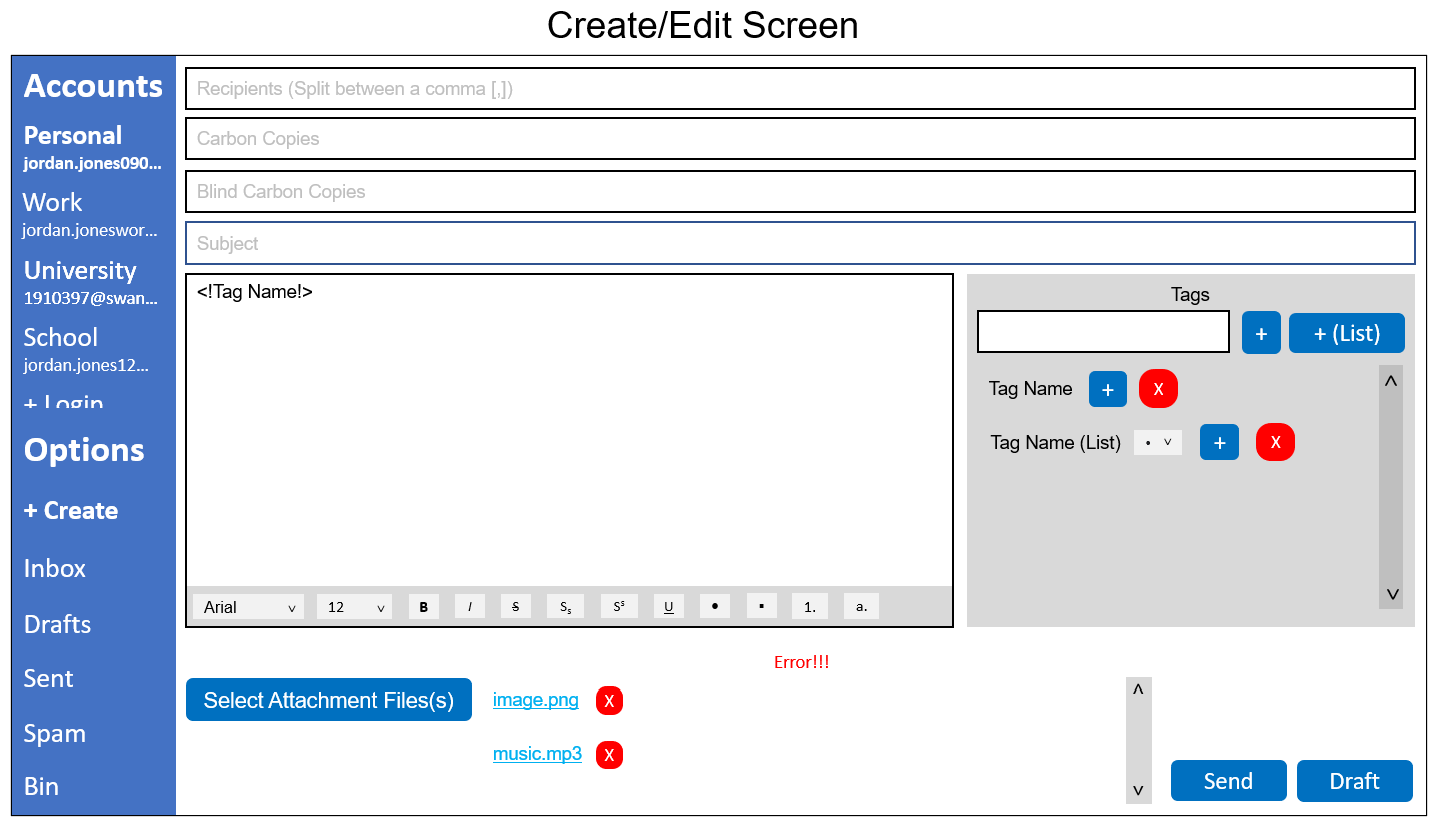 Create/Edit Screen
Accounts
Personal
jordan.jones090...
Work
jordan.joneswor...
University
1910397@swan...
School
jordan.jones12...
+ Login
Options
+ Create
Inbox
Drafts
Sent
Spam
Bin
Recipients (Split between a comma [,])
Carbon Copies
Blind Carbon Copies
Subject
<!Tag Name!>
Arial v 12 v B I S Ss Ss U • ▪ 1. a.
Tags
+ + (List)
Tag Name + X
Tag Name (List) • v + X
Error!!!
Select Attachment Files(s)
image.png X
music.mp3 X
Send Draft